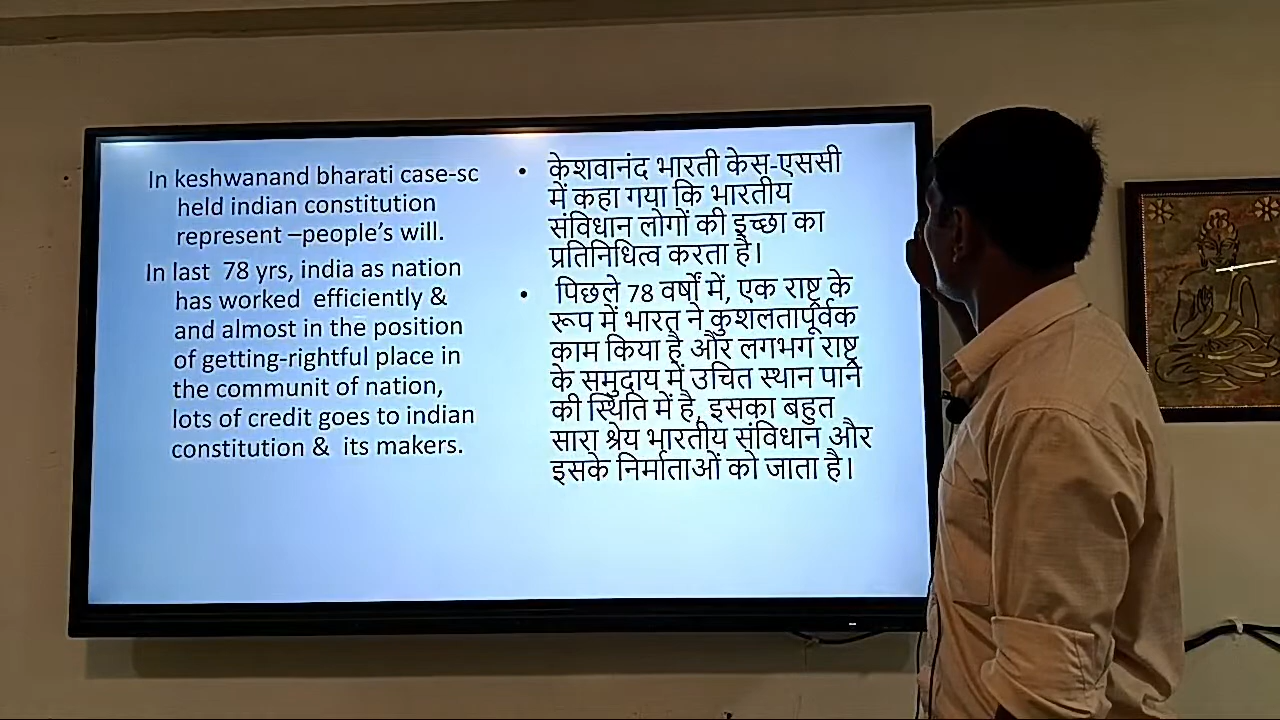 In keshwanand bharati case-sc
held indian constitution
represent –people's will.
In last 78 yrs, india as nation
has worked efficiently &
and almost in the position
of getting-rightful place in
the communit of nation,
lots of credit goes to indian
constitution & its makers.
• केशवानंद भारती केस-एससी
में कहा गया कि भारतीय
संविधान लोगों की इच्छा का
प्रतिनिधित्व करता है।
• पिछले 78 वर्षों में, एक राष्ट्र के
रूप में भारत ने कुशलतापूर्वक
काम किया है और लगभग राष्ट्र
के समुदाय में उचित स्थान पाने
की स्थिति में है, इसका बहुत
सारा श्रेय भारतीय संविधान और
इसके निर्माताओं को जाता है।